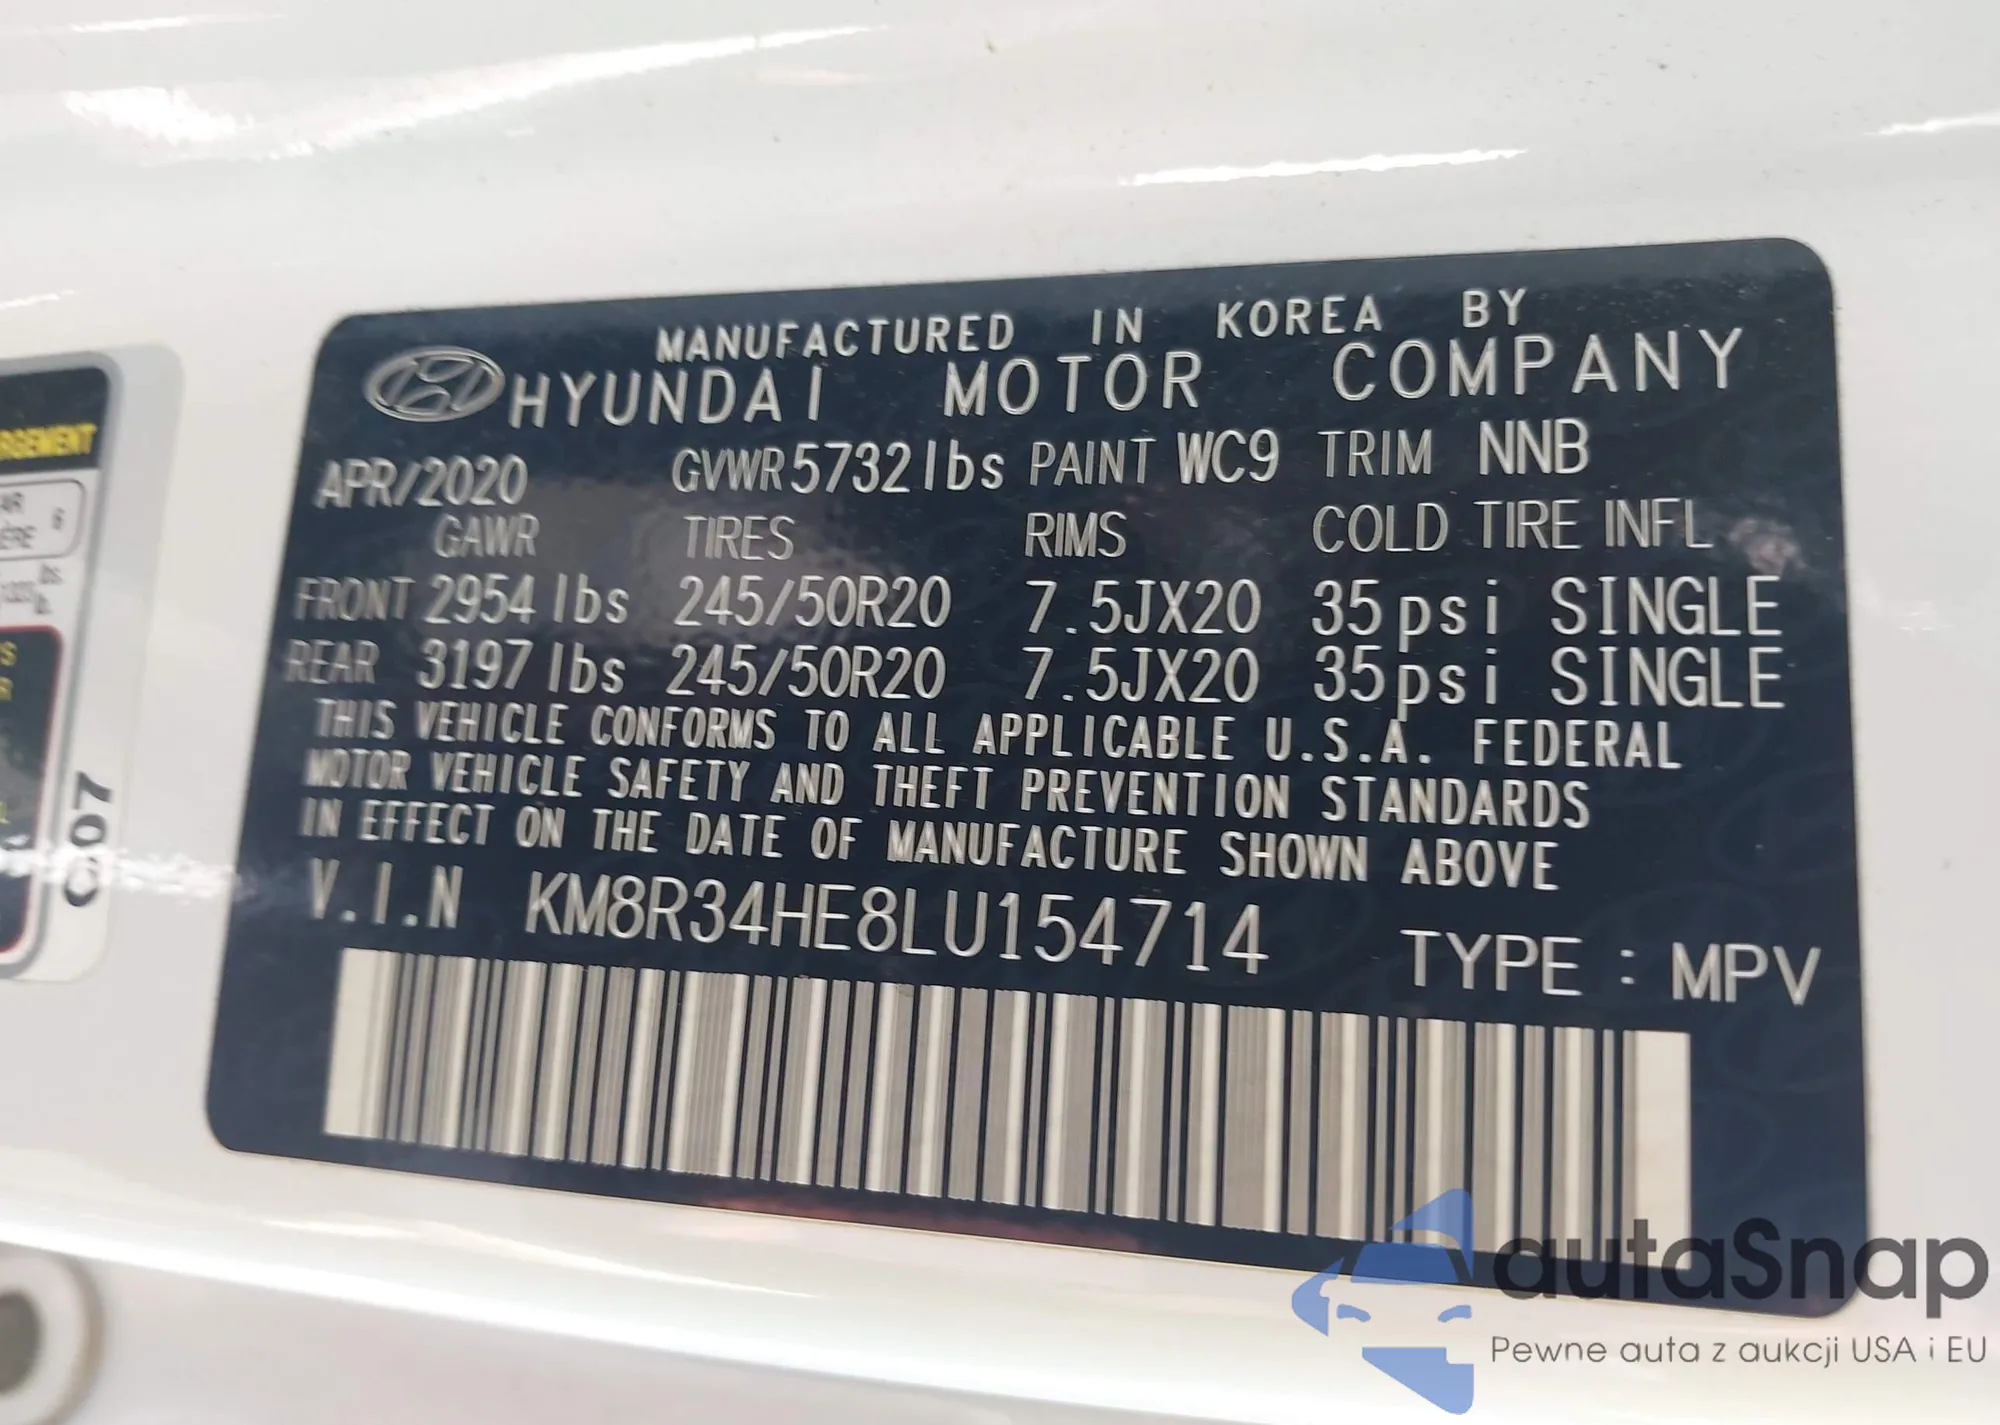 MANUFACTURED IN KOREA BY
HYUNDAI MOTOR COMPANY
APR/2020 GVWR 5732lbs PAINT WC9 TRIM NNB
GAWR TIRES RIMS COLD TIRE INFL
FRONT 2954 lbs 245/50R20 7.5JX20 35psi SINGLE
REAR 3197 lbs 245/50R20 7.5JX20 35psi SINGLE
THIS VEHICLE CONFORMS TO ALL APPLICABLE U.S.A. FEDERAL
MOTOR VEHICLE SAFETY AND THEFT PREVENTION STANDARDS
IN EFFECT ON THE DATE OF MANUFACTURE SHOWN ABOVE
V.I.N KM8R34HE8LU154714
TYPE : MPV
6
C07
autaSnap
Pewne auta z aukcji USA i EU